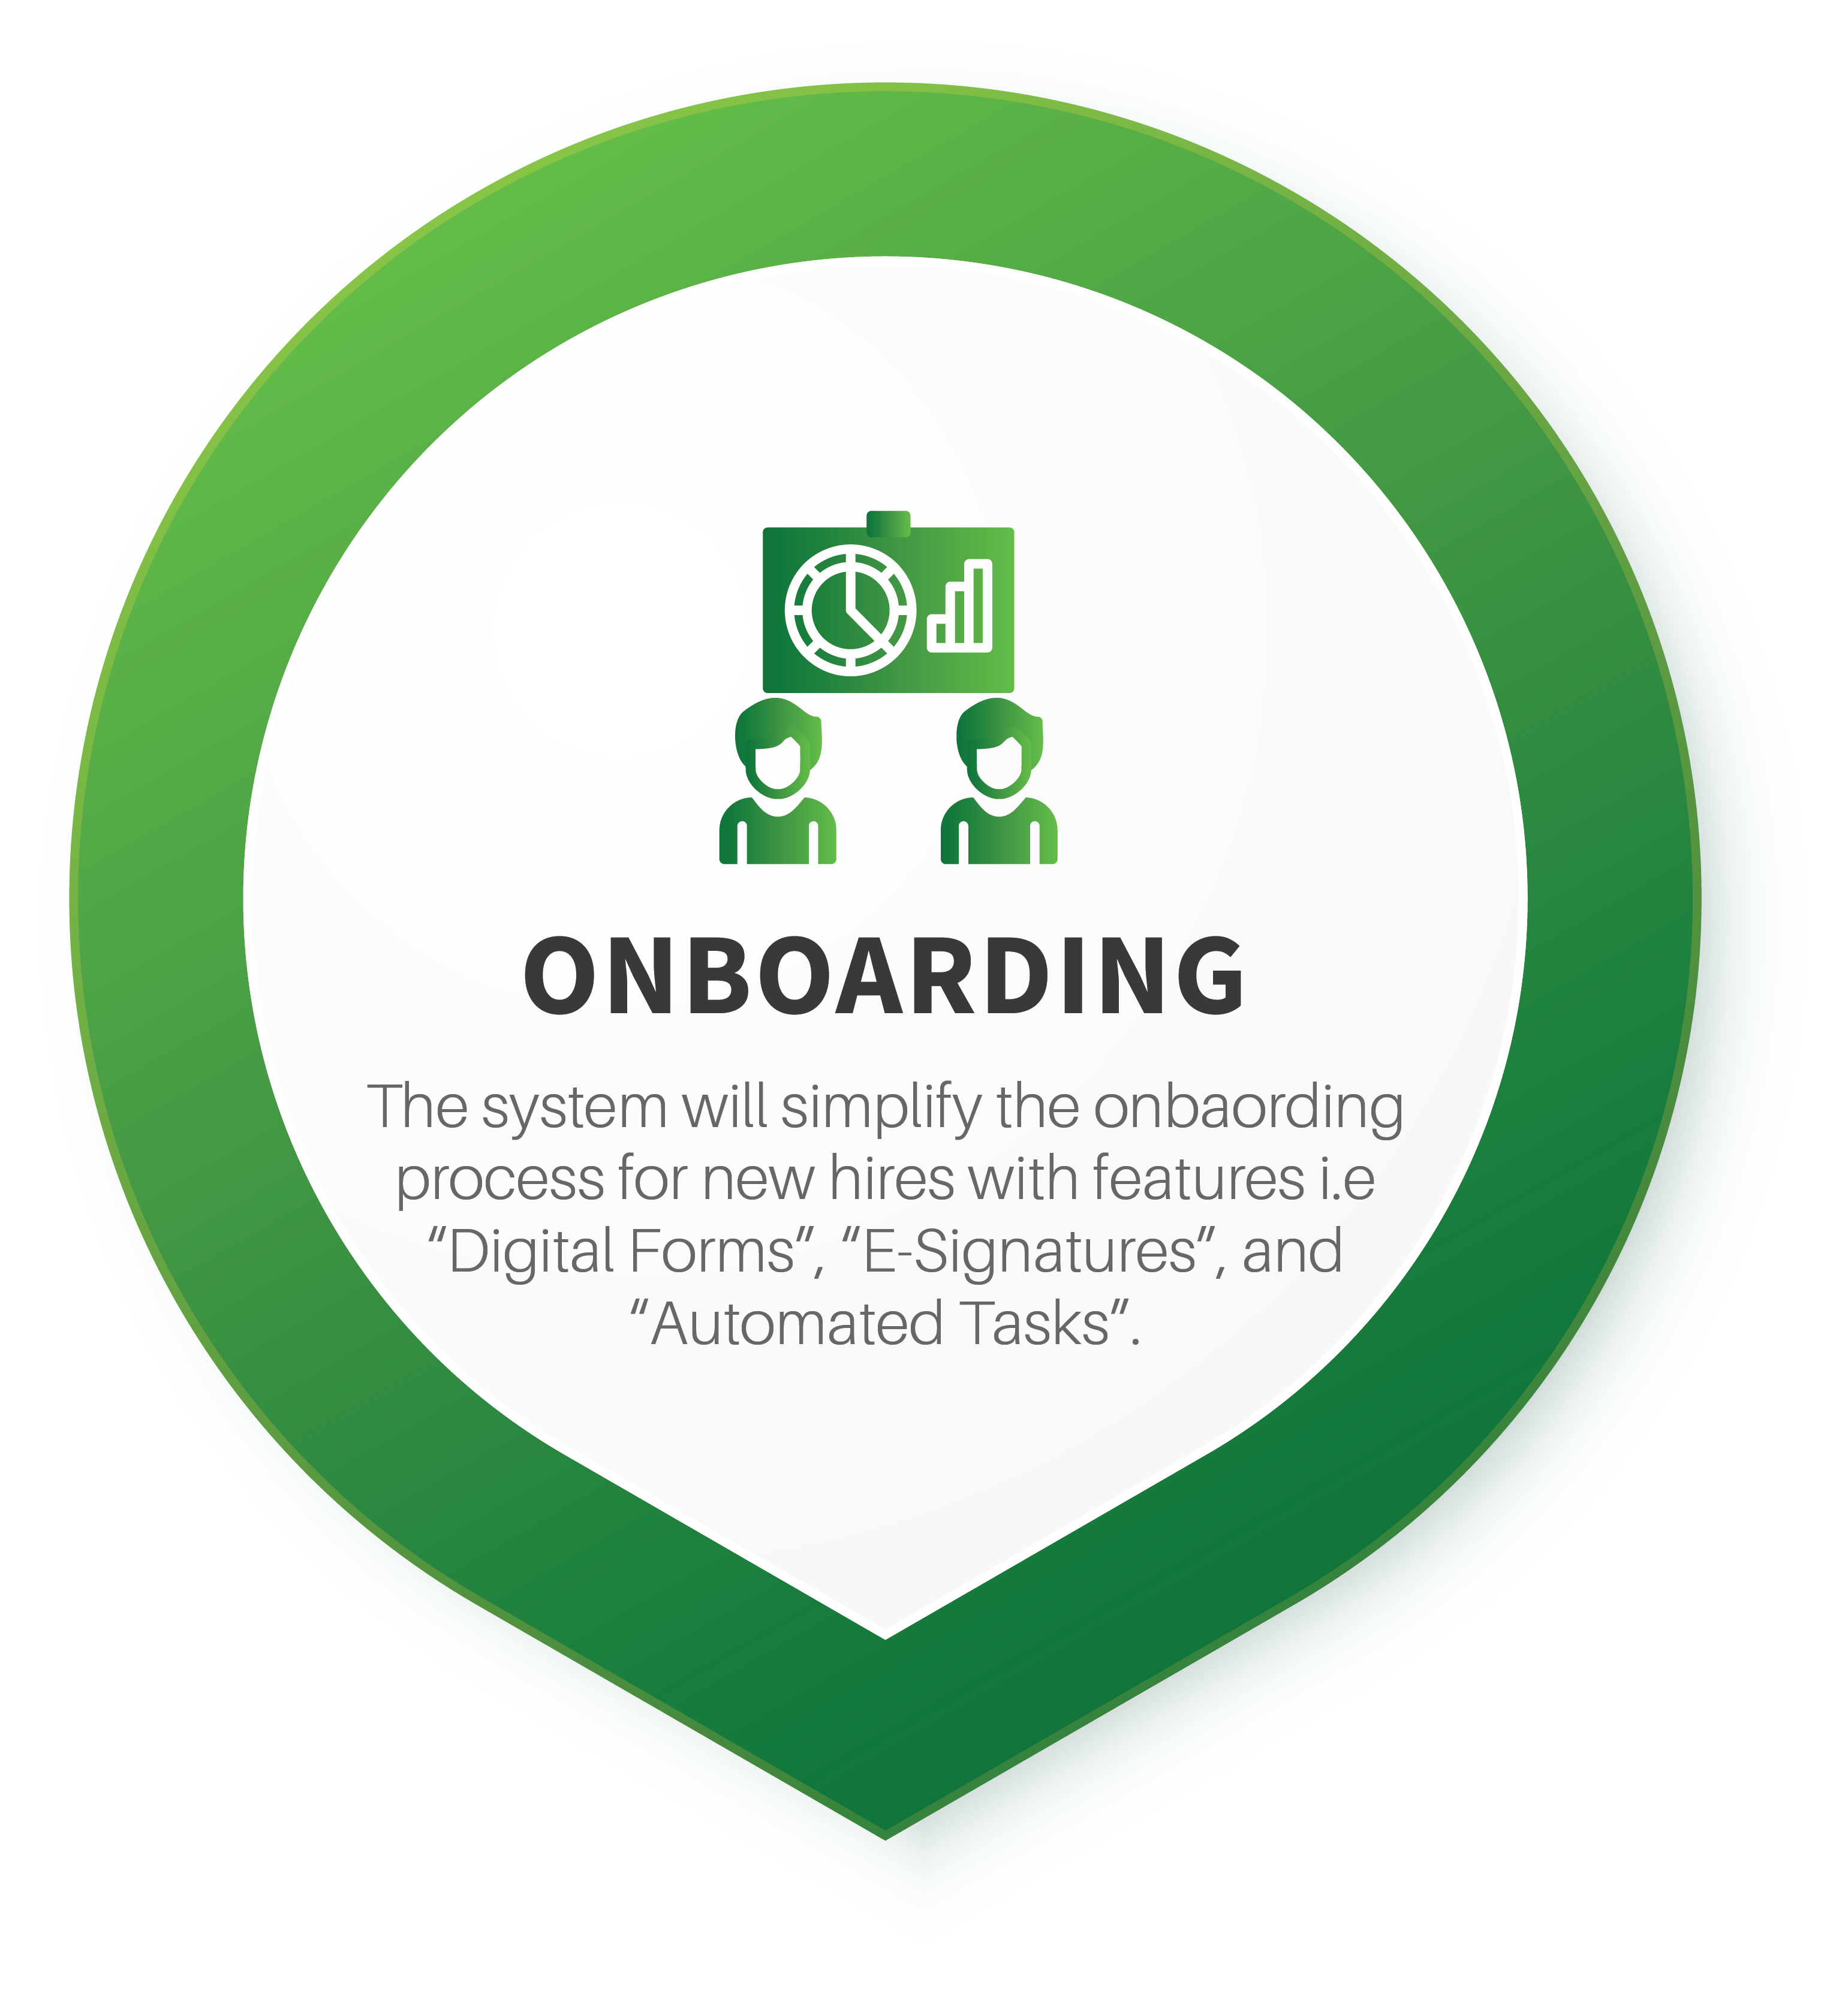 ONBOARDING
The system will simplify the onbaording
process for new hires with features i.e
“Digital Forms”, “E-Signatures”, and
“Automated Tasks”.